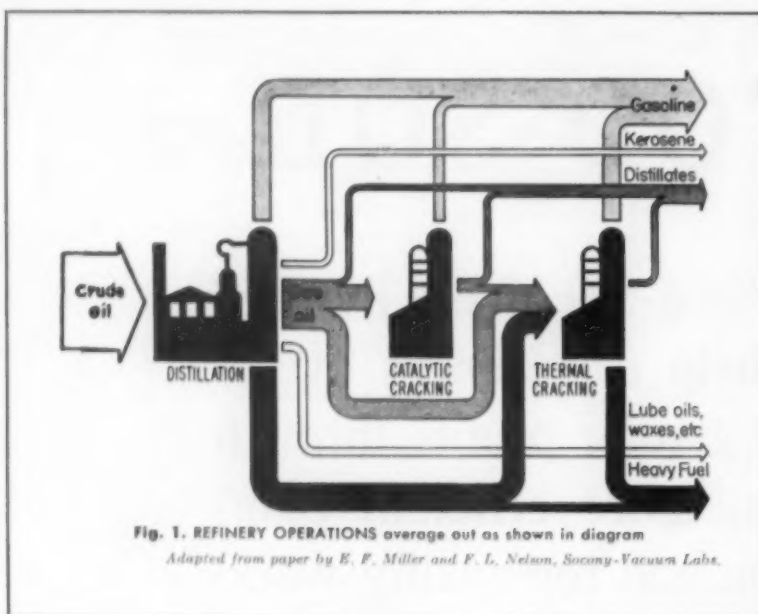 Gasoline
Kerosene
Distillates
Crude
oil
oil
DISTILLATION
CATALYTIC
CRACKING
THERMAL
CRACKING
Lube oils,
waxes,etc
Heavy Fuel
Fig. 1. REFINERY OPERATIONS average out as shown in diagram
Adapted from paper by E. F. Miller and F. L. Nelson, Socony-Vacuum Labs.